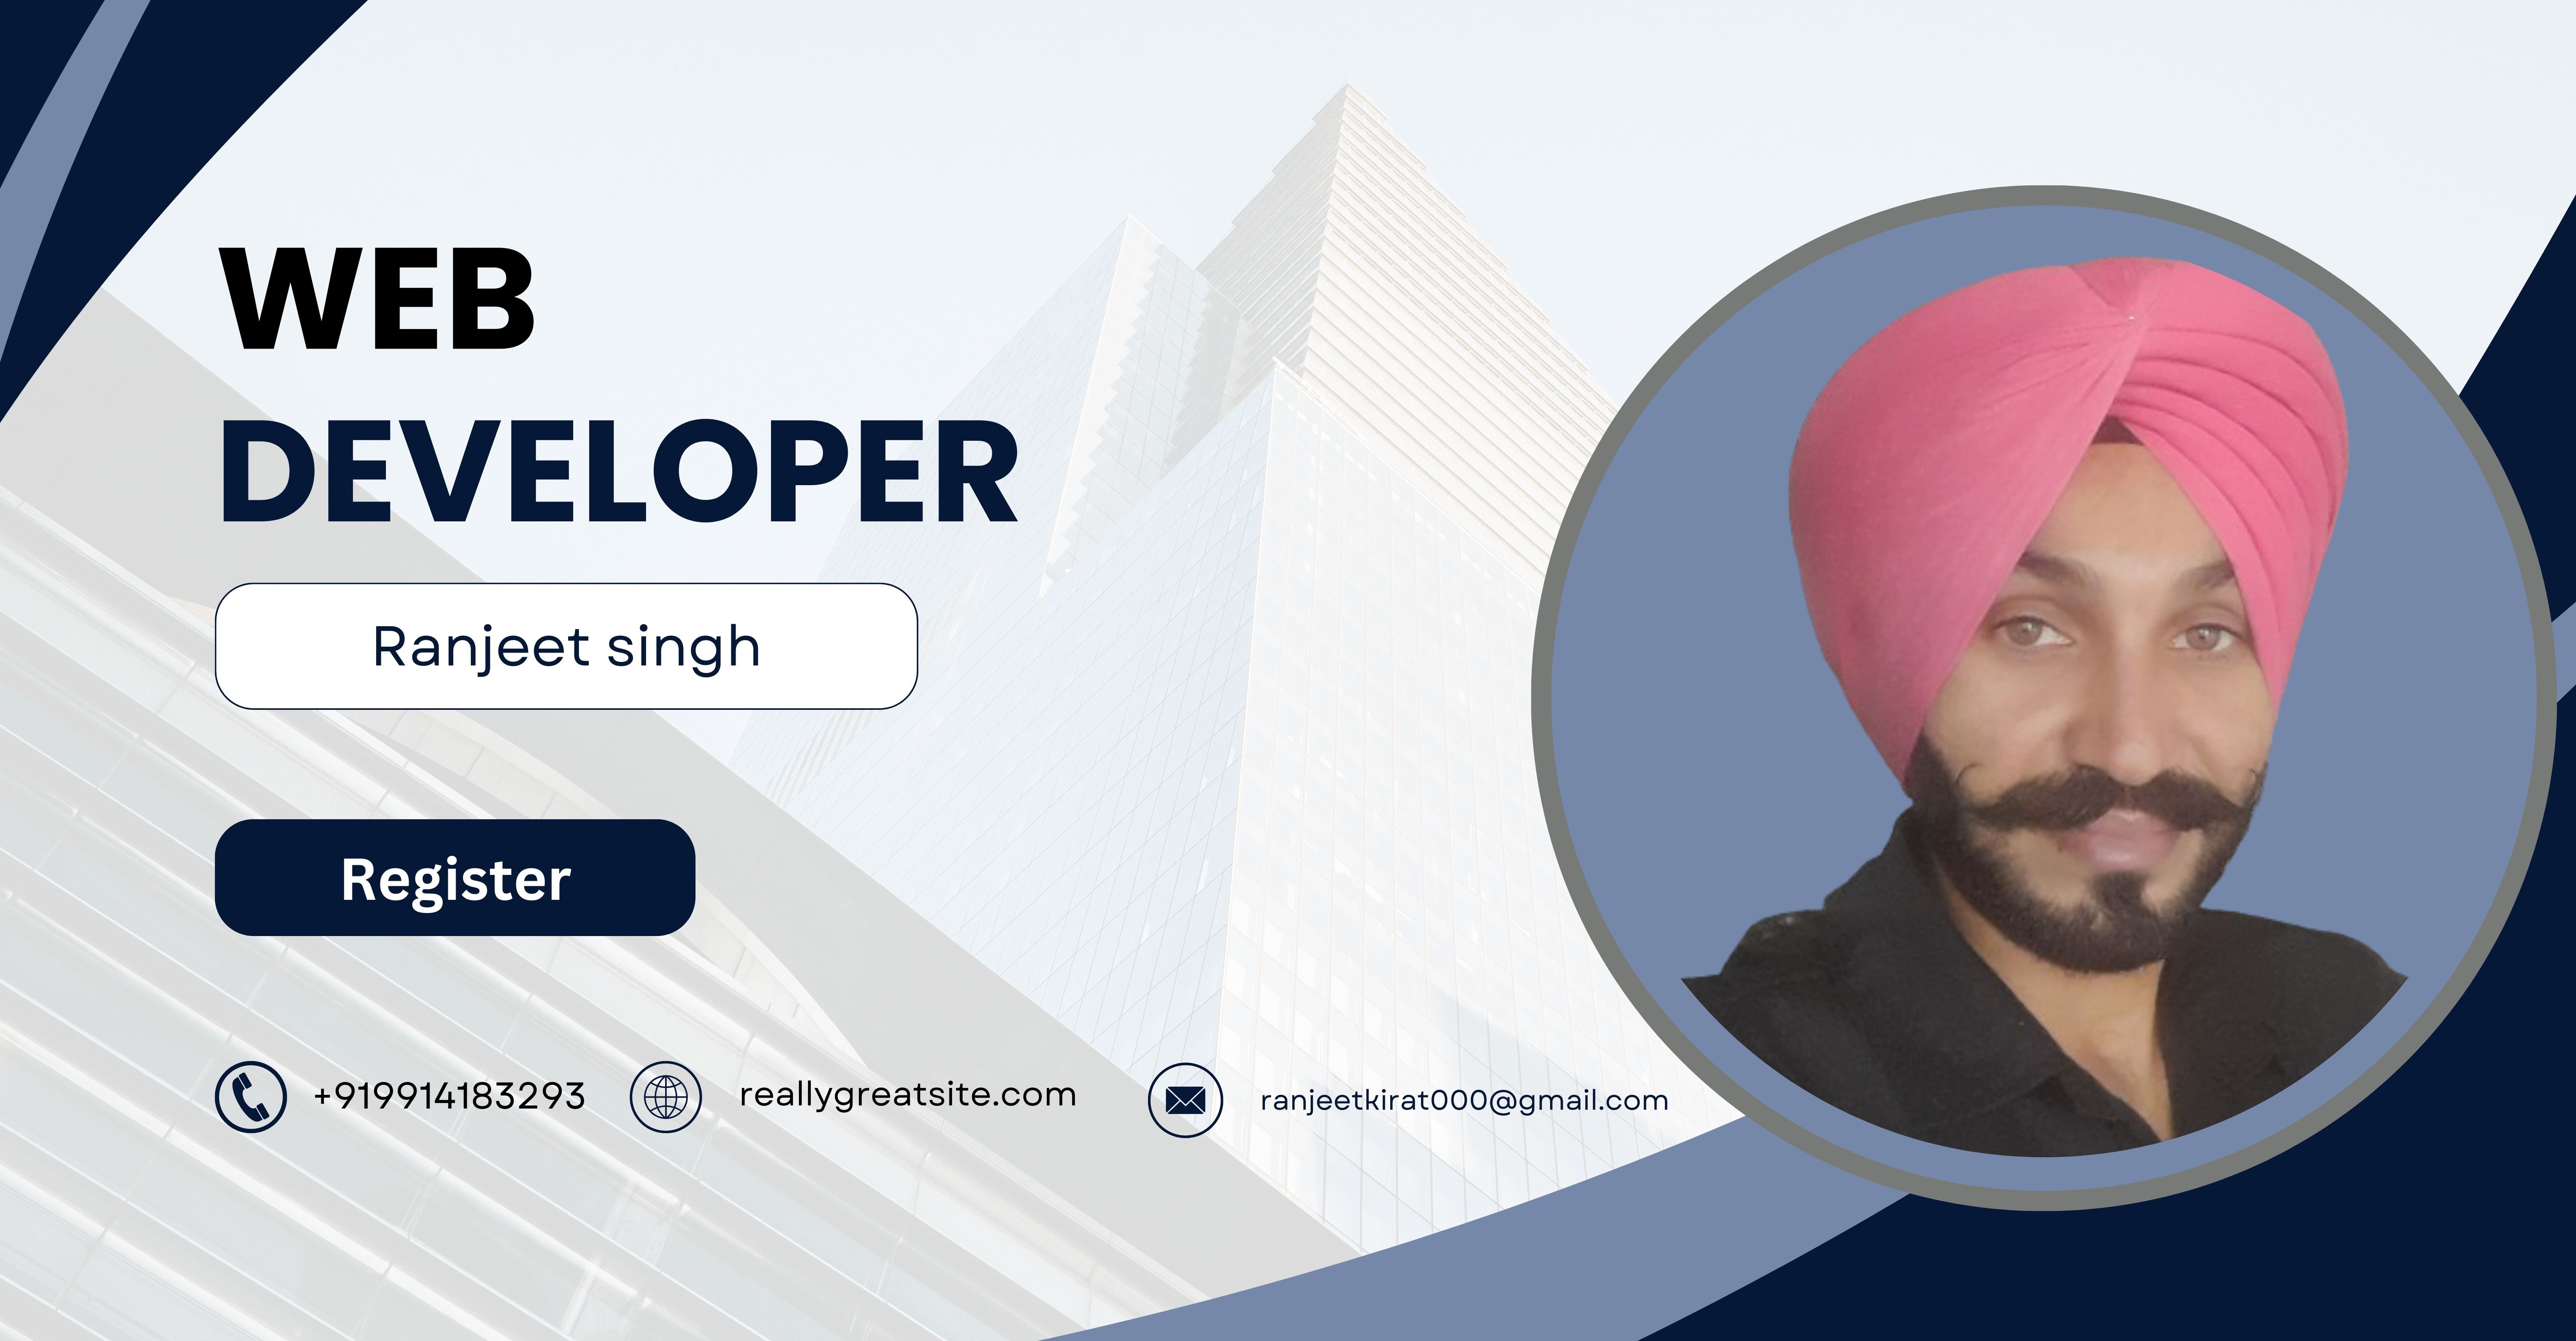 WEB
DEVELOPER
Ranjeet singh
Register
+919914183293
reallygreatsite.com
ranjeetkirat000@gmail.com